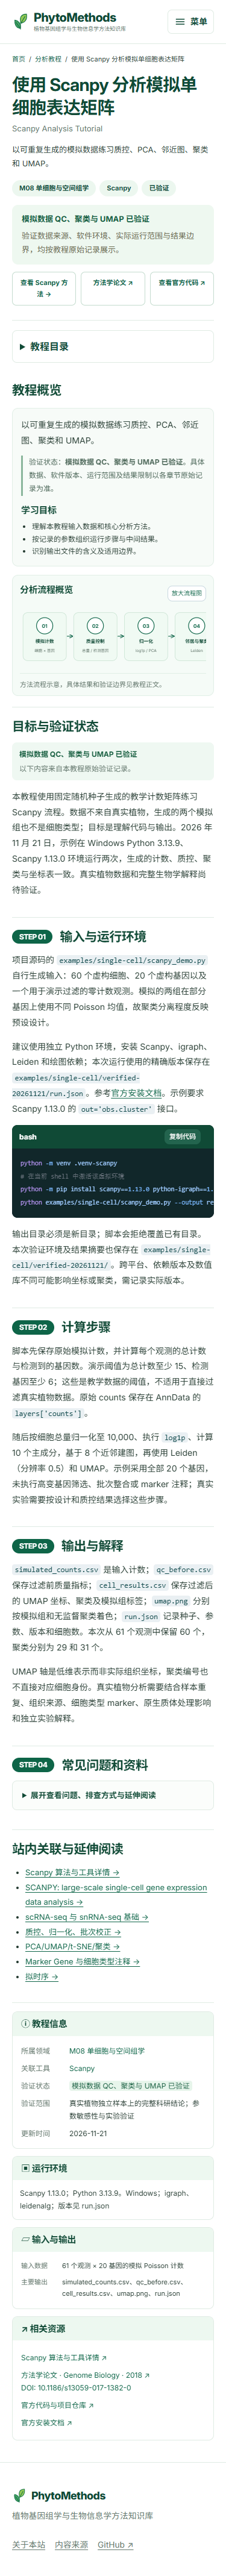 PhytoMethods
植物基因组学与生物信息学方法知识库
菜单
首页 / 分析教程 / 使用 Scanpy 分析模拟单细胞表达矩阵
使用 Scanpy 分析模拟单
细胞表达矩阵
Scanpy Analysis Tutorial
以可重复生成的模拟数据练习质控、PCA、邻近图、聚类
和 UMAP。
M08 单细胞与空间组学
Scanpy
已验证
模拟数据 QC、聚类与 UMAP 已验证
验证数据来源、软件环境、实际运行范围与结果边
界，均按教程原始记录展示。
查看 Scanpy 方
法 →
方法学论文 ↗
查看官方代码 ↗
▶ 教程目录
教程概览
以可重复生成的模拟数据练习质控、PCA、邻近
图、聚类和 UMAP。
验证状态：模拟数据 QC、聚类与 UMAP 已验证。具体
数据、软件版本、运行范围及结果限制以各章节原始记
录为准。
学习目标
• 理解本教程输入数据和核心分析方法。
• 按记录的参数组织运行步骤与中间结果。
• 识别输出文件的含义及适用边界。
分析流程概览
放大流程图
01
模拟计数
02
质量控制
03
归一化
log1p / PCA
04
Leiden
方法流程示意，具体结果和验证边界见教程正文。
目标与验证状态
模拟数据 QC、聚类与 UMAP 已验证
以下内容来自本教程原始验证记录。
本教程使用固定随机种子生成的教学计数矩阵练习
Scanpy 流程。数据不来自真实植物，生成的两个模拟
组也不是细胞类型；目标是理解代码与输出。2026 年
11 月 21 日，示例在 Windows Python 3.13.9、
Scanpy 1.13.0 环境运行两次，生成的计数、质控、聚
类与坐标表一致。真实植物数据和完整生物学解释尚
待验证。
STEP 01 输入与运行环境
项目源码的 examples/single-cell/scanpy_demo.py
自行生成输入：60 个虚构细胞、20 个虚构基因以及
一个用于演示过滤的零计数观测。模拟的两组在部分
基因上使用不同 Poisson 均值，故聚类分离程度反映
预设设计。
建议使用独立 Python 环境，安装 Scanpy、igraph、
Leiden 和绘图依赖；本次运行使用的精确版本保存在
examples/single-cell/verified-
20261121/run.json 。参考官方安装文档。示例要求
Scanpy 1.13.0 的 out='obs.cluster' 接口。
bash
复制代码
python -m venv .venv-scanpy
# 在当前 shell 中激活该虚拟环境
python -m pip install scanpy==1.13.0 python-igraph==1.
python examples/single-cell/scanpy_demo.py --output re
输出目录必须是新目录；脚本会拒绝覆盖已有目录。
本次验证环境及结果摘要也保存在 examples/single-
cell/verified-20261121/ 。跨平台、依赖版本及数值
库不同可能影响坐标或聚类，需记录实际版本。
STEP 02 计算步骤
脚本先保存原始模拟计数，并计算每个观测的总计数
与检测到的基因数。演示阈值为总计数至少 15、检测
基因至少 6；这些是教学数据的阈值，不适用于直接过
滤真实植物数据。原始 counts 保存在 AnnData 的
layers['counts'] 。
随后按细胞总量归一化至 10,000、执行 log1p 、计算
10 个主成分，基于 8 个近邻建图，再使用 Leiden
（分辨率 0.5）和 UMAP。示例采用全部 20 个基因，
未执行高变基因筛选、批次整合或 marker 注释；真实
实验需要按设计和质控结果选择这些步骤。
STEP 03 输出与解释
simulated_counts.csv 是输入计数；qc_before.csv
保存过滤前质量指标；cell_results.csv 保存过滤后
的 UMAP 坐标、聚类及模拟组标签；umap.png 分别
按模拟组和无监督聚类着色；run.json 记录种子、参
数、版本和细胞数。本次从 61 个观测中保留 60 个，
聚类分别为 29 和 31 个。
UMAP 轴是低维表示而非实际组织坐标，聚类编号也
不直接对应细胞身份。真实植物分析需要结合样本重
复、组织来源、细胞类型 marker、原生质体处理影响
和独立实验解释。
STEP 04 常见问题和资料
▶ 展开查看问题、排查方式与延伸阅读
站内关联与延伸阅读
• Scanpy 算法与工具详情 →
• SCANPY: large-scale single-cell gene expression
data analysis →
• scRNA-seq 与 snRNA-seq 基础 →
• 质控、归一化、批次校正 →
• PCA/UMAP/t-SNE/聚类 →
• Marker Gene 与细胞类型注释 →
• 拟时序 →
教程信息
所属领域 M08 单细胞与空间组学
关联工具 Scanpy
验证状态 模拟数据 QC、聚类与 UMAP 已验证
验证范围 真实植物独立样本上的完整科研结论；参
数敏感性与实验验证
更新时间 2026-11-21
运行环境
Scanpy 1.13.0；Python 3.13.9、Windows；igraph、
leidenalg；版本见 run.json
输入与输出
输入数据 61 个观测 × 20 基因的模拟 Poisson 计数
主要输出 simulated_counts.csv、qc_before.csv、
cell_results.csv、umap.png、run.json
↗ 相关资源
Scanpy 算法与工具详情 ↗
方法学论文 · Genome Biology · 2018 ↗
DOI: 10.1186/s13059-017-1382-0
官方代码与项目仓库 ↗
官方安装文档 ↗
PhytoMethods
植物基因组学与生物信息学方法知识库
关于本站 内容来源 GitHub ↗